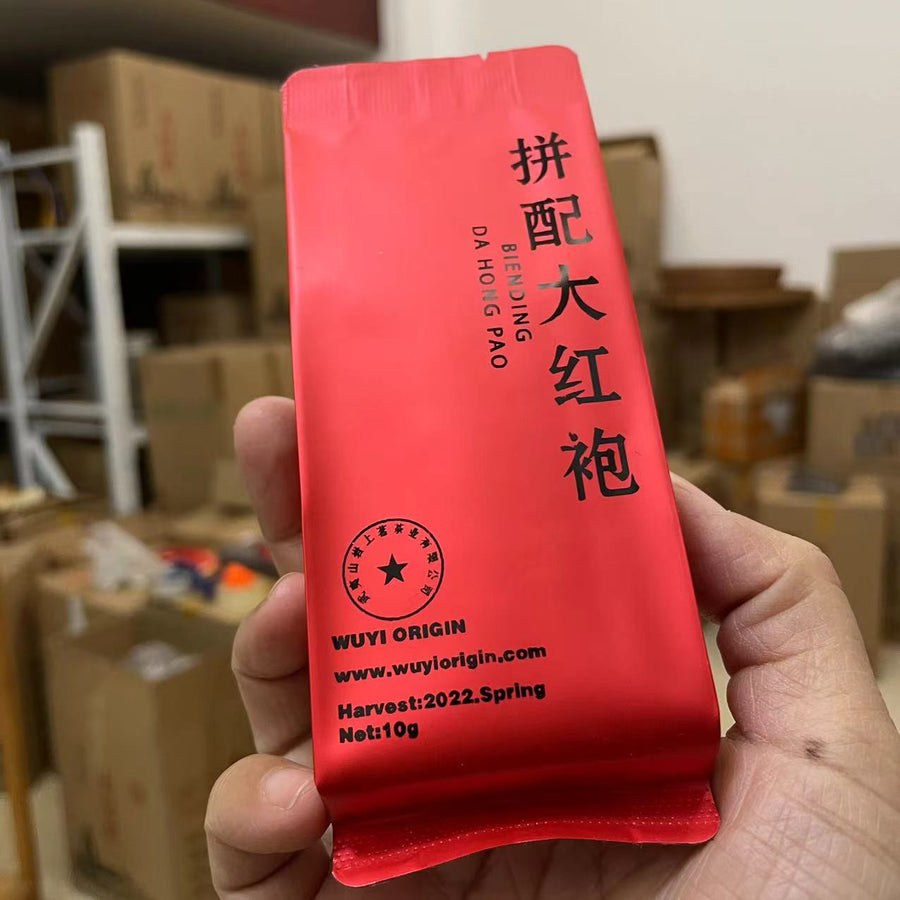 拼配大红袍
BIENDING
DA HONG PAO
WUYI ORIGIN
www.wuyiorigin.com
Harvest:2022.Spring
Net:10g